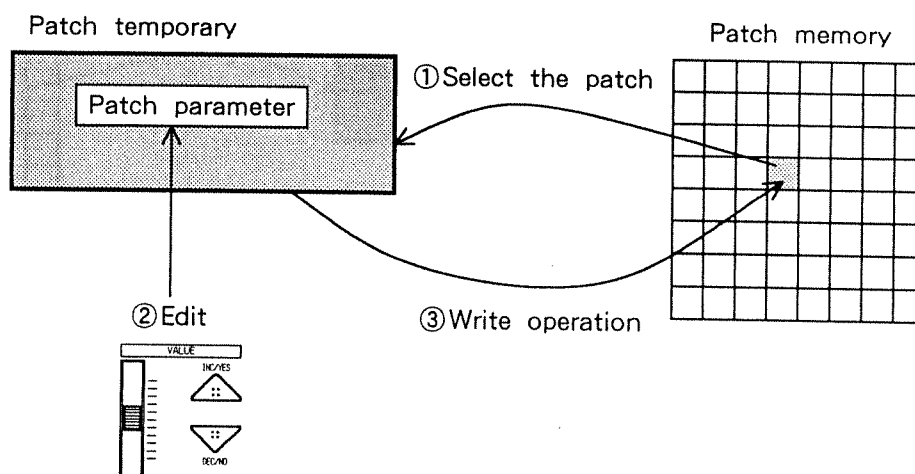 Patch temporary
Patch memory
①Select the patch
Patch parameter
②Edit
③Write operation
VALUE
INC/YES
DEC/NO